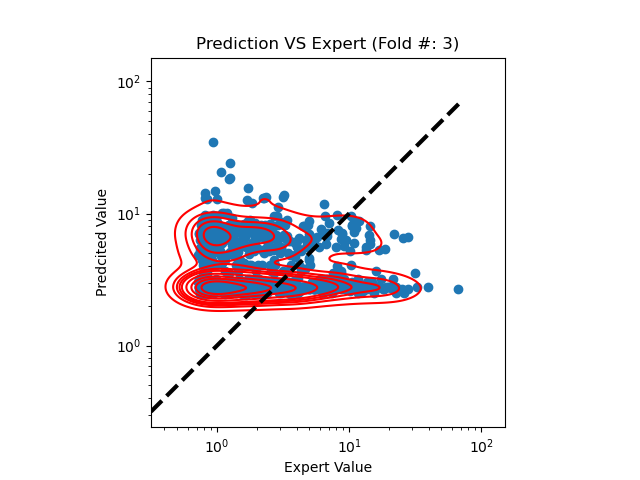 Prediction VS Expert (Fold #: 3)
10²
10¹
10⁰
Predcited Value
10⁰ 10¹ 10²
Expert Value